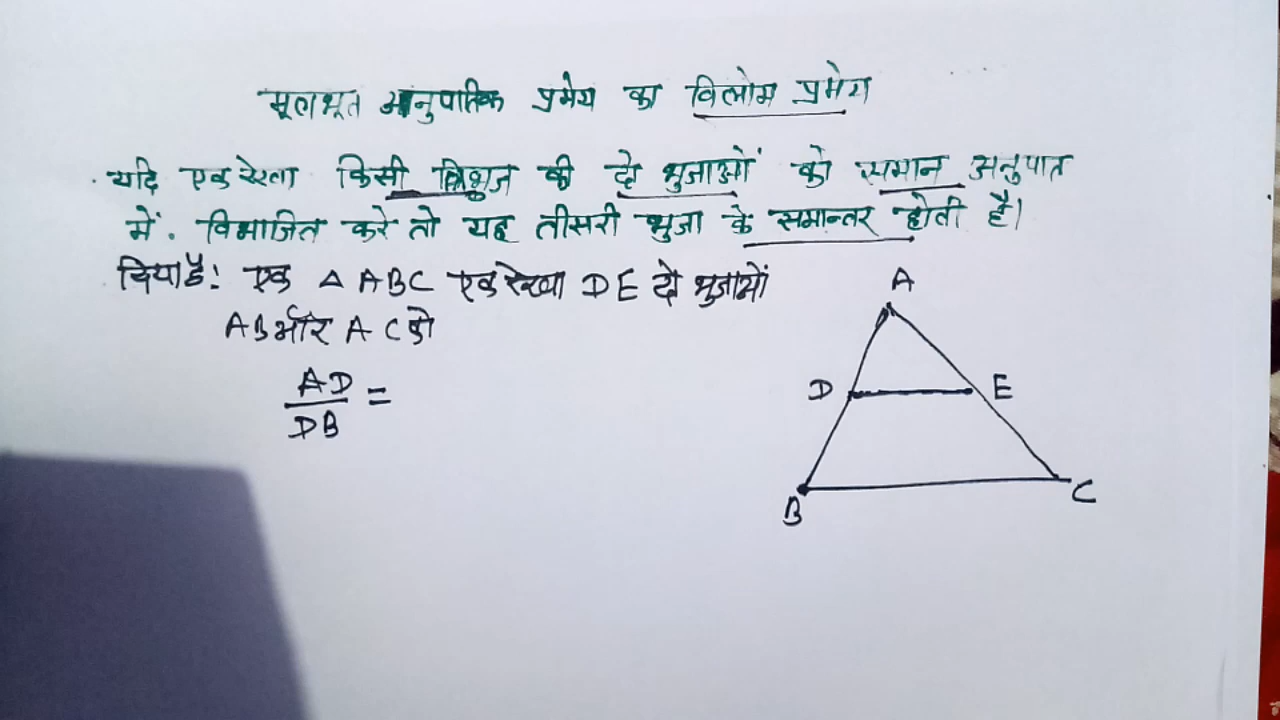 मूलभूत आनुपातिक प्रमेय का विलोम प्रमेय
यदि एक रेखा किसी त्रिभुज की दो भुजाओं को समान अनुपात
में. विभाजित करे तो यह तीसरी भुजा के समान्तर होती है।
दिया है: एक △ ABC एक रेखा DE दो भुजाओं
AB और AC को
AD
DB =
A
D
E
B
C